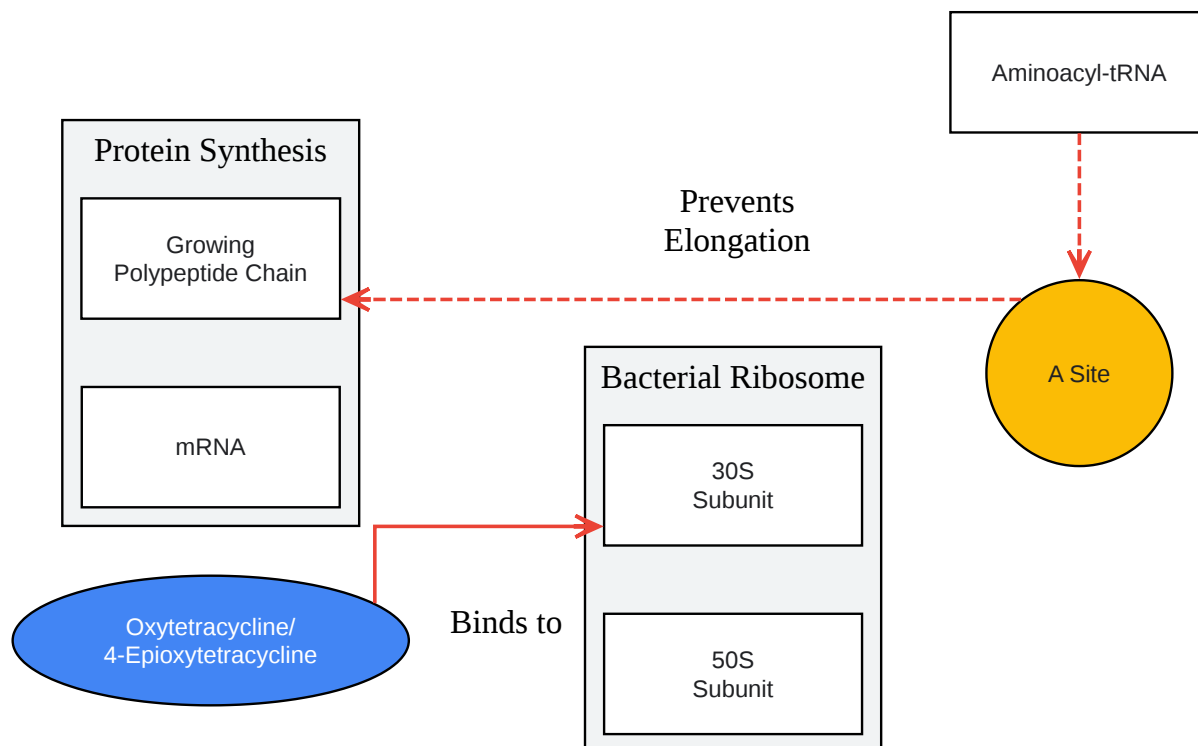 Aminoacyl-tRNA
Protein Synthesis
Growing
Polypeptide Chain
Prevents
Elongation
A Site
mRNA
Bacterial Ribosome
30S
Subunit
Oxytetracycline/
4-Epioxytetracycline
Binds to
50S
Subunit